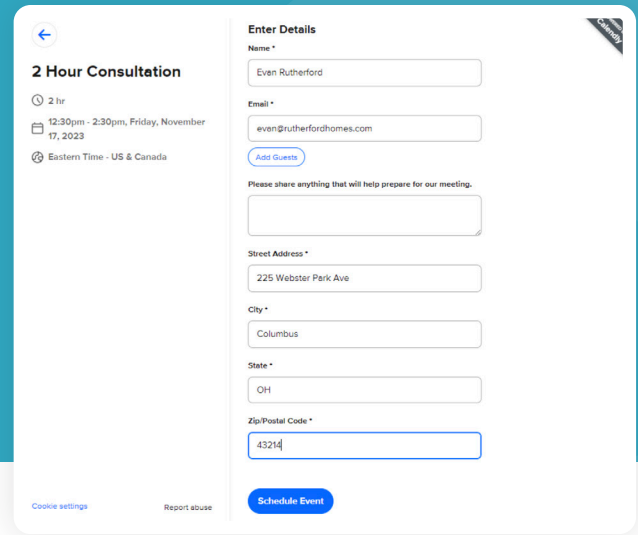 2 Hour Consultation
2 hr
12:30pm - 2:30pm, Friday, November
17, 2023
Eastern Time - US & Canada
Cookie settings
Report abuse
Enter Details
Name *
Evan Rutherford
Email *
evan@rutherfordhomes.com
Add Guests
Please share anything that will help prepare for our meeting.
Street Address *
225 Webster Park Ave
City *
Columbus
State *
OH
Zip/Postal Code *
43214
Schedule Event
Calendly